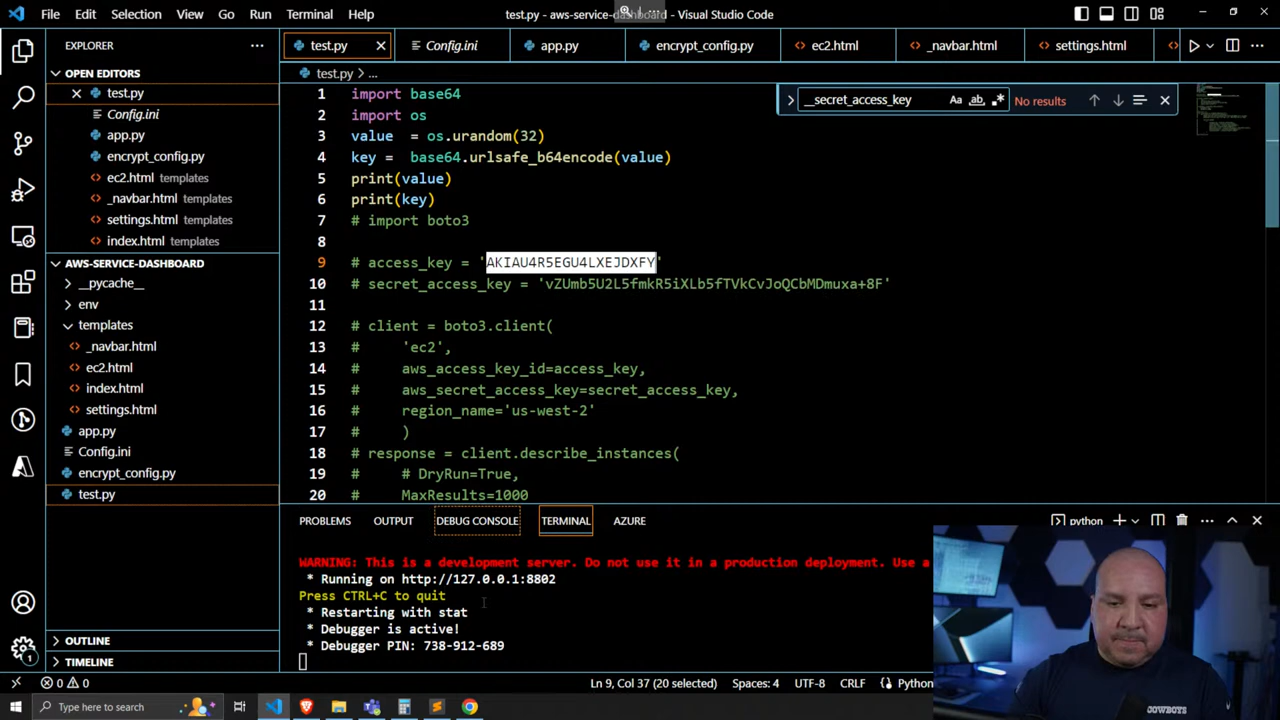 File Edit Selection View Go Run Terminal Help
test.py - aws-service-dashboard - Visual Studio Code
EXPLORER
test.py Config.ini app.py encrypt_config.py ec2.html _navbar.html settings.html
OPEN EDITORS
test.py
Config.ini
app.py
encrypt_config.py
ec2.html templates
_navbar.html templates
settings.html templates
index.html templates
AWS-SERVICE-DASHBOARD
__pycache__
env
templates
_navbar.html
ec2.html
index.html
settings.html
app.py
Config.ini
encrypt_config.py
test.py
OUTLINE
TIMELINE
test.py > ...
__secret_access_key Aa ab .* No results
1 import base64
2 import os
3 value = os.urandom(32)
4 key = base64.urlsafe_b64encode(value)
5 print(value)
6 print(key)
7 # import boto3
8
9 # access_key = 'AKIAU4R5EGU4LXEJDXFY'
10 # secret_access_key = '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'
11
12 # client = boto3.client(
13 # 'ec2',
14 # aws_access_key_id=access_key,
15 # aws_secret_access_key=secret_access_key,
16 # region_name='us-west-2'
17 # )
18 # response = client.describe_instances(
19 # # DryRun=True,
20 # MaxResults=1000
PROBLEMS OUTPUT DEBUG CONSOLE TERMINAL AZURE
python
WARNING: This is a development server. Do not use it in a production deployment. Use a
* Running on http://127.0.0.1:8802
Press CTRL+C to quit
* Restarting with stat
* Debugger is active!
* Debugger PIN: 738-912-689
COWBOYS
1
0 0 Ln 9, Col 37 (20 selected) Spaces: 4 UTF-8 CRLF Python
Type here to search